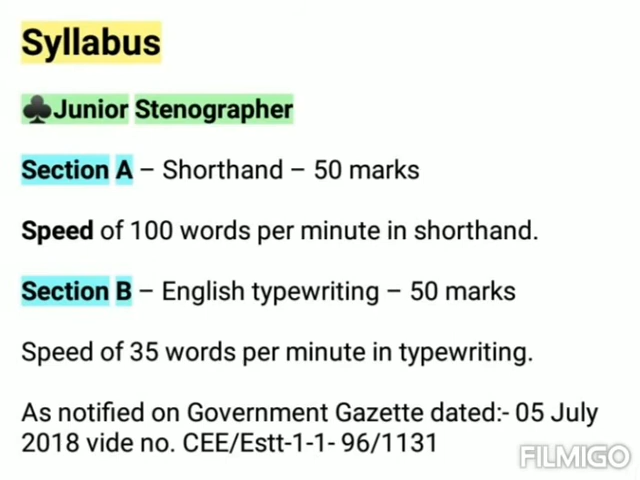 Syllabus
♣Junior Stenographer
Section A – Shorthand – 50 marks
Speed of 100 words per minute in shorthand.
Section B – English typewriting – 50 marks
Speed of 35 words per minute in typewriting.
As notified on Government Gazette dated:- 05 July
2018 vide no. CEE/Estt-1-1- 96/1131
FILMIGO